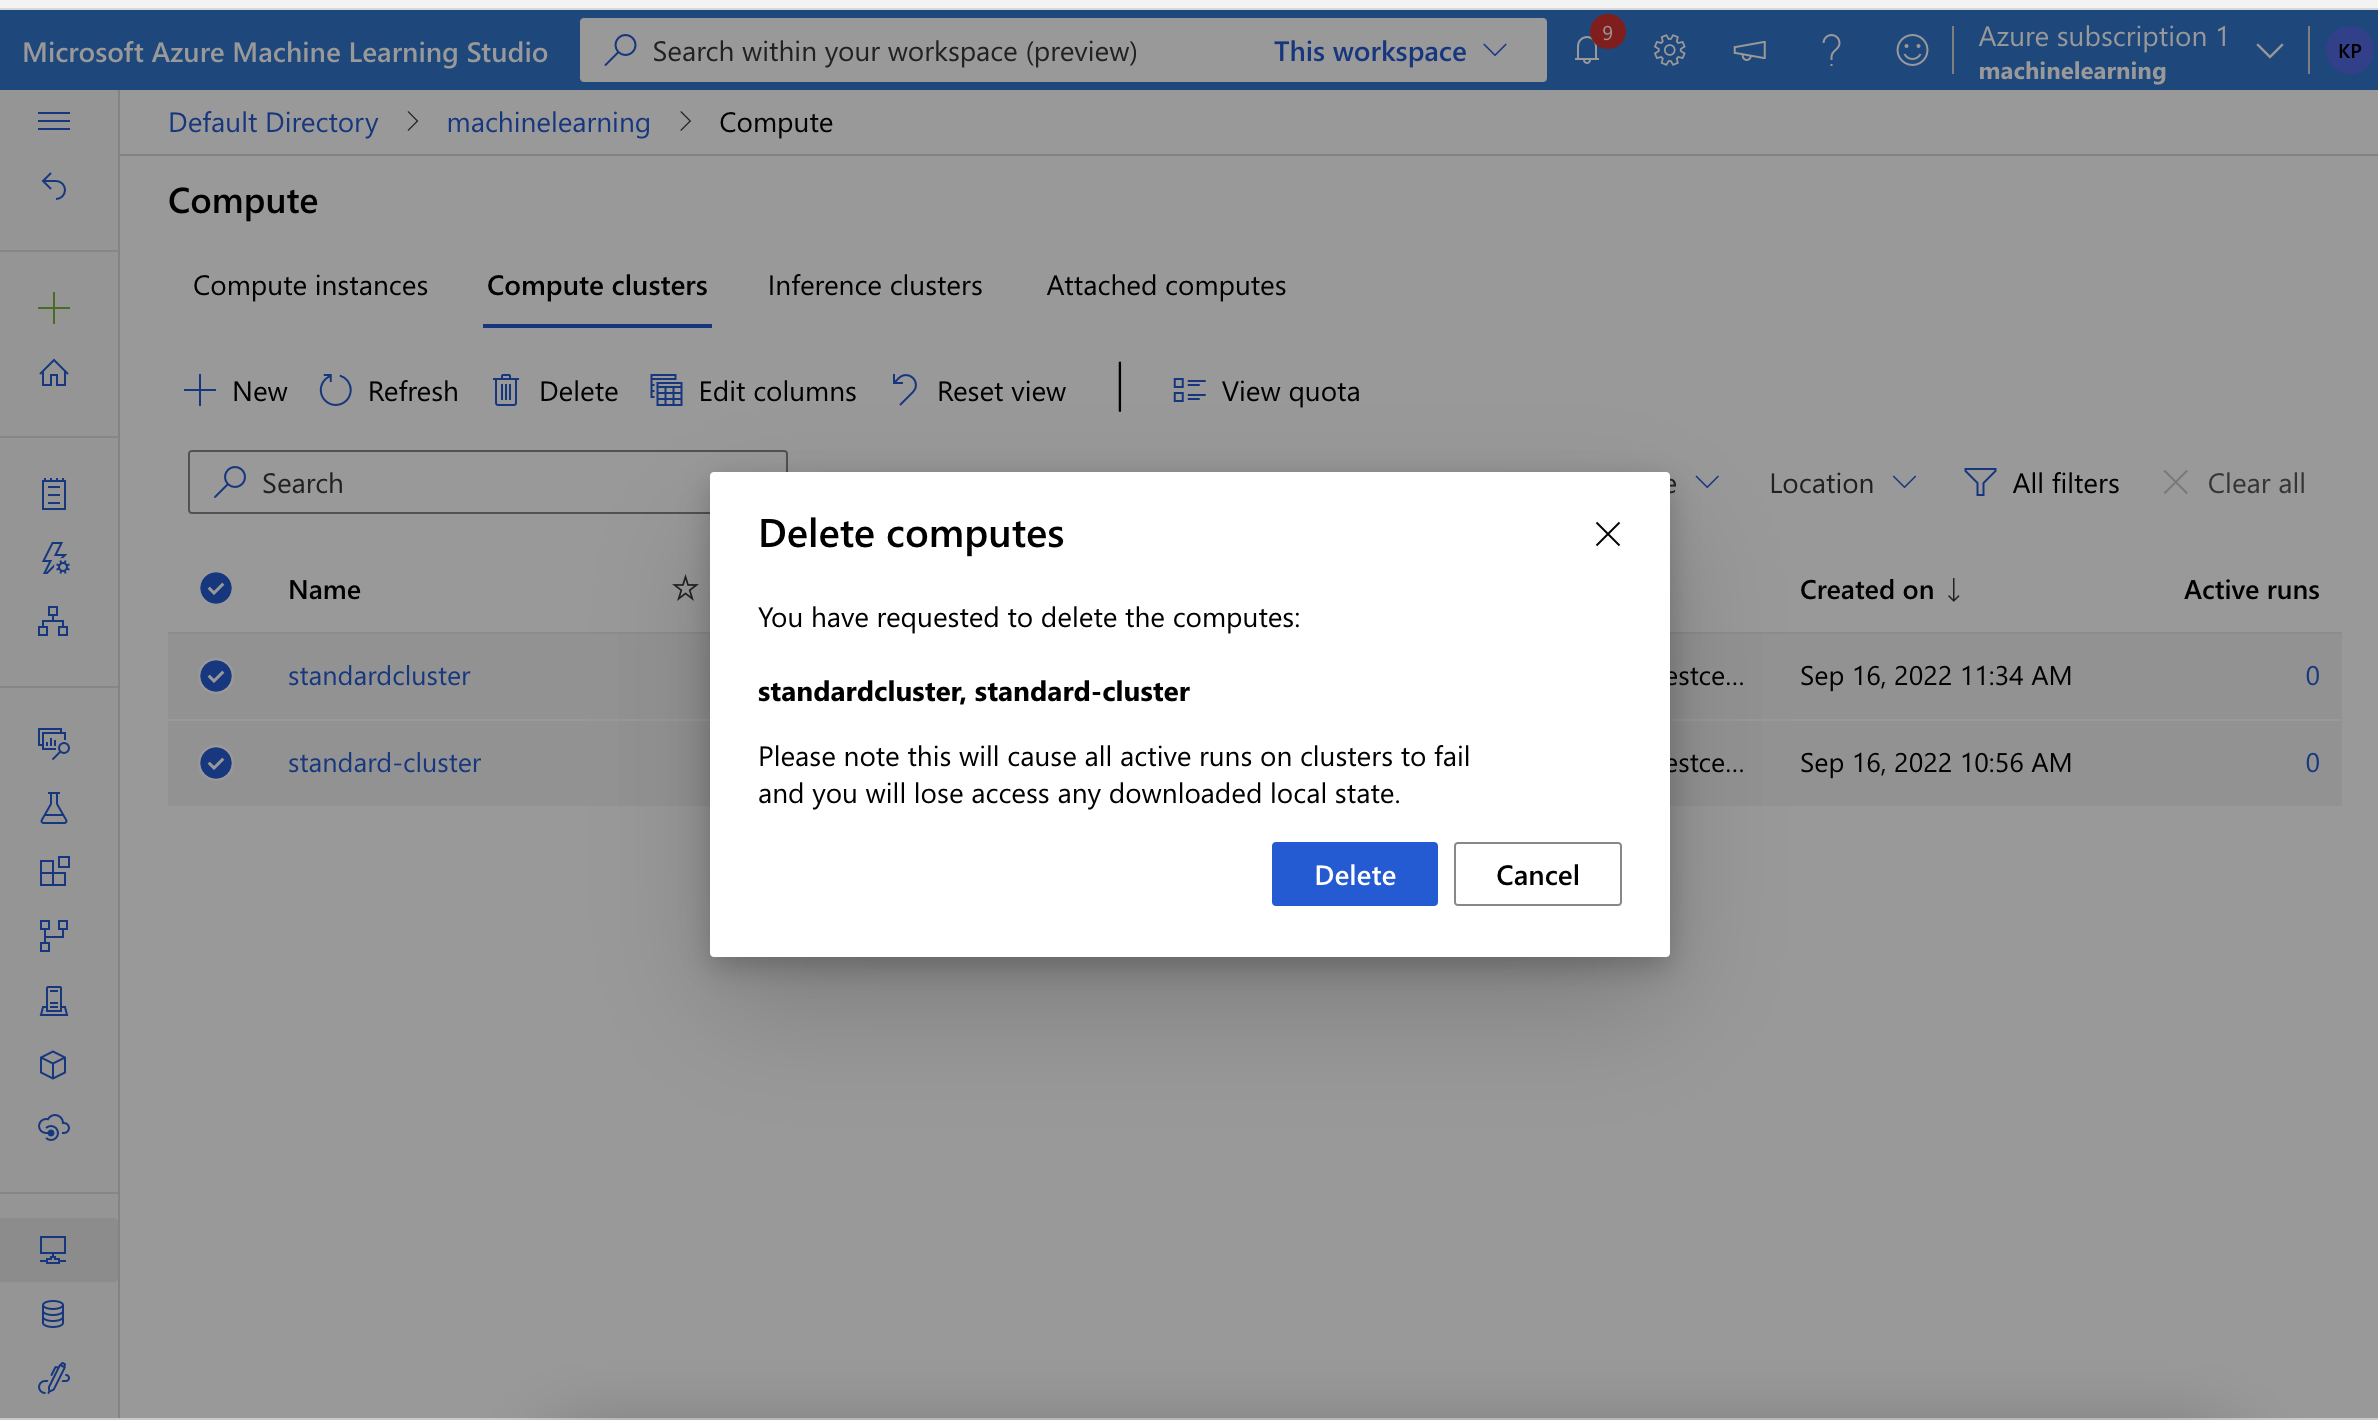 Microsoft Azure Machine Learning Studio
Search within your workspace (preview)
This workspace
9
Azure subscription 1
machinelearning
KP
Default Directory > machinelearning > Compute
Compute
Compute instances
Compute clusters
Inference clusters
Attached computes
New
Refresh
Delete
Edit columns
Reset view
View quota
Search
Location
All filters
Clear all
Name
Created on
Active runs
standardcluster
estce...
Sep 16, 2022 11:34 AM
0
standard-cluster
estce...
Sep 16, 2022 10:56 AM
0
Delete computes
You have requested to delete the computes:
standardcluster, standard-cluster
Please note this will cause all active runs on clusters to fail
and you will lose access any downloaded local state.
Delete
Cancel